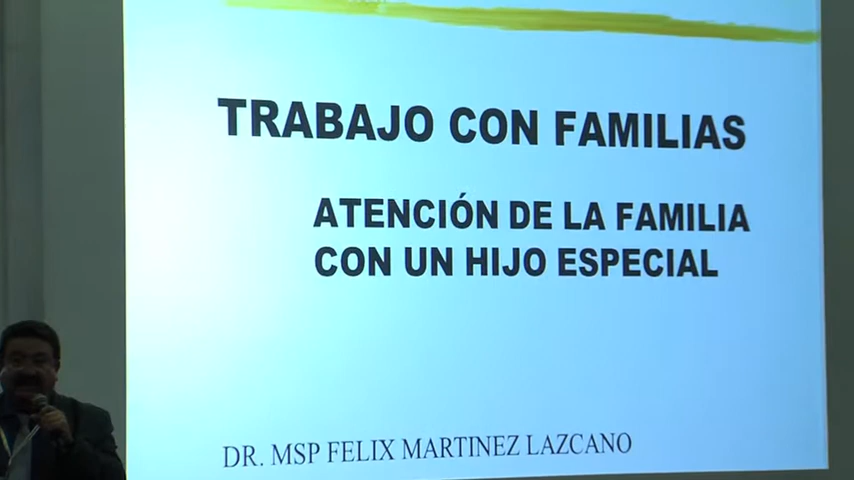 TRABAJO CON FAMILIAS
ATENCIÓN DE LA FAMILIA
CON UN HIJO ESPECIAL
DR. MSP FELIX MARTINEZ LAZCANO